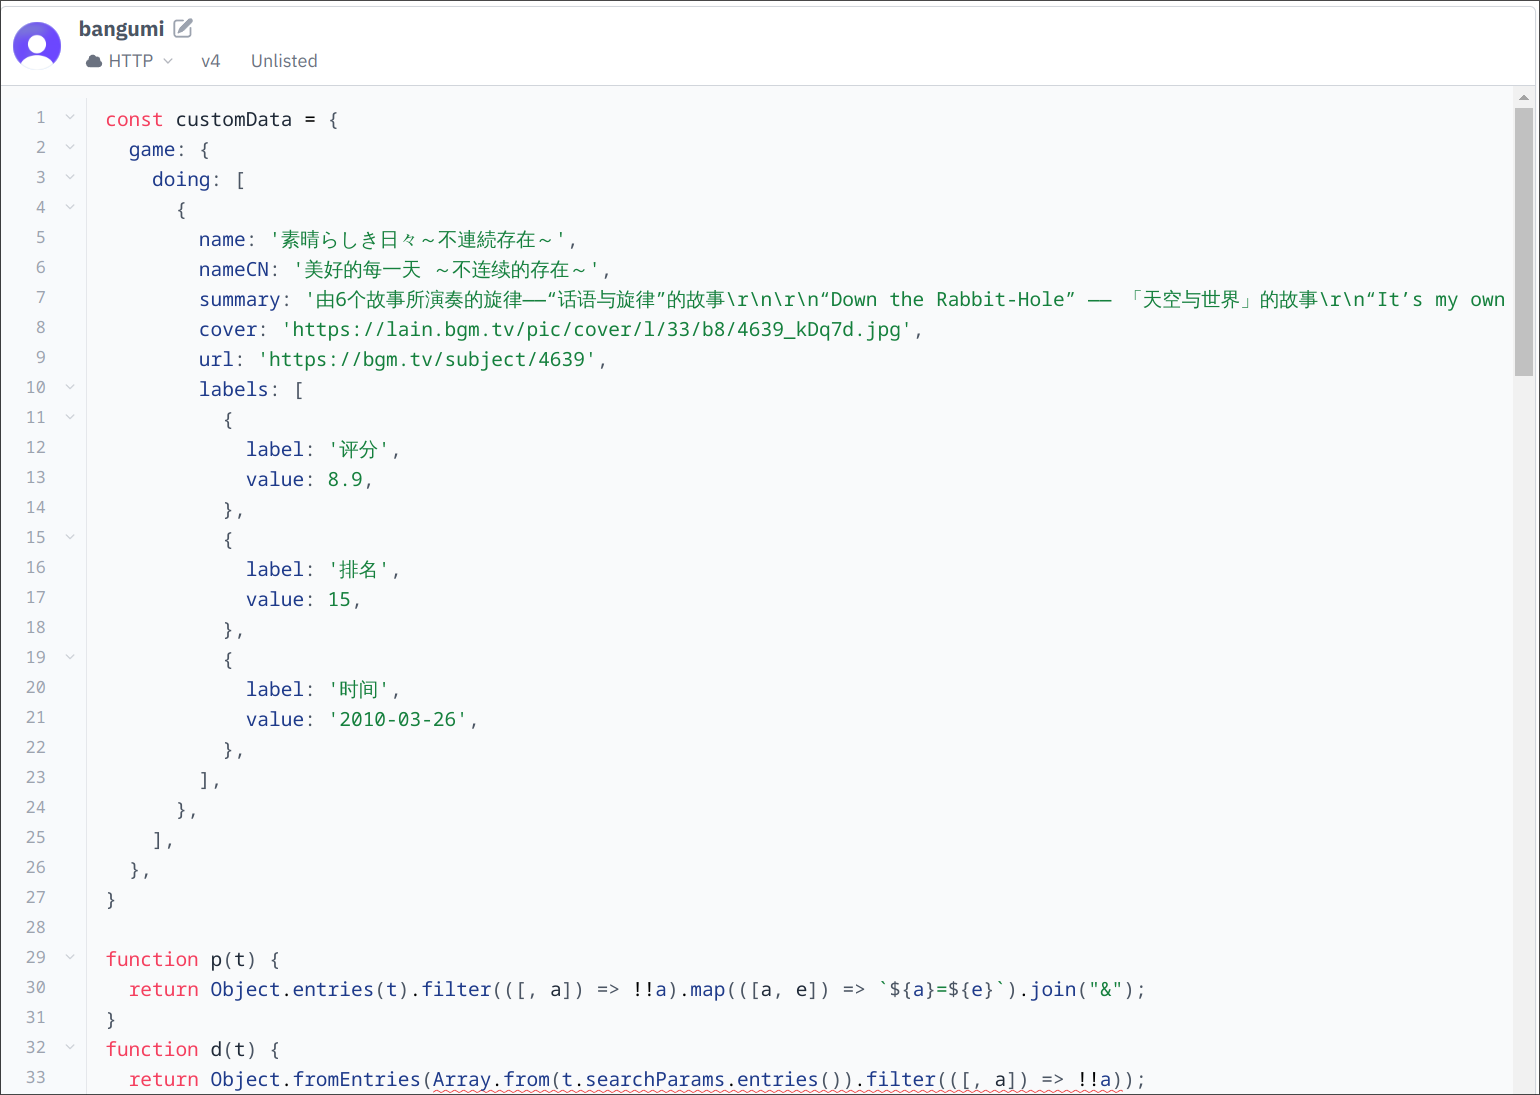 bangumi
HTTP v4 Unlisted
1 const customData = {
2 game: {
3 doing: [
4 {
5 name: '素晴らしき日々～不連続存在～',
6 nameCN: '美好的每一天 ～不连续的存在～',
7 summary: '由6个故事所演奏的旋律——“话语与旋律”的故事\r\n\r\n“Down the Rabbit-Hole” —— 「天空与世界」的故事\r\n“It’s my own
8 cover: 'https://lain.bgm.tv/pic/cover/l/33/b8/4639_kDq7d.jpg',
9 url: 'https://bgm.tv/subject/4639',
10 labels: [
11 {
12 label: '评分',
13 value: 8.9,
14 },
15 {
16 label: '排名',
17 value: 15,
18 },
19 {
20 label: '时间',
21 value: '2010-03-26',
22 },
23 ],
24 },
25 ],
26 },
27 }
28
29 function p(t) {
30 return Object.entries(t).filter(([, a]) => !!a).map(([a, e]) => `${a}=${e}`).join("&");
31 }
32 function d(t) {
33 return Object.fromEntries(Array.from(t.searchParams.entries()).filter(([, a]) => !!a));